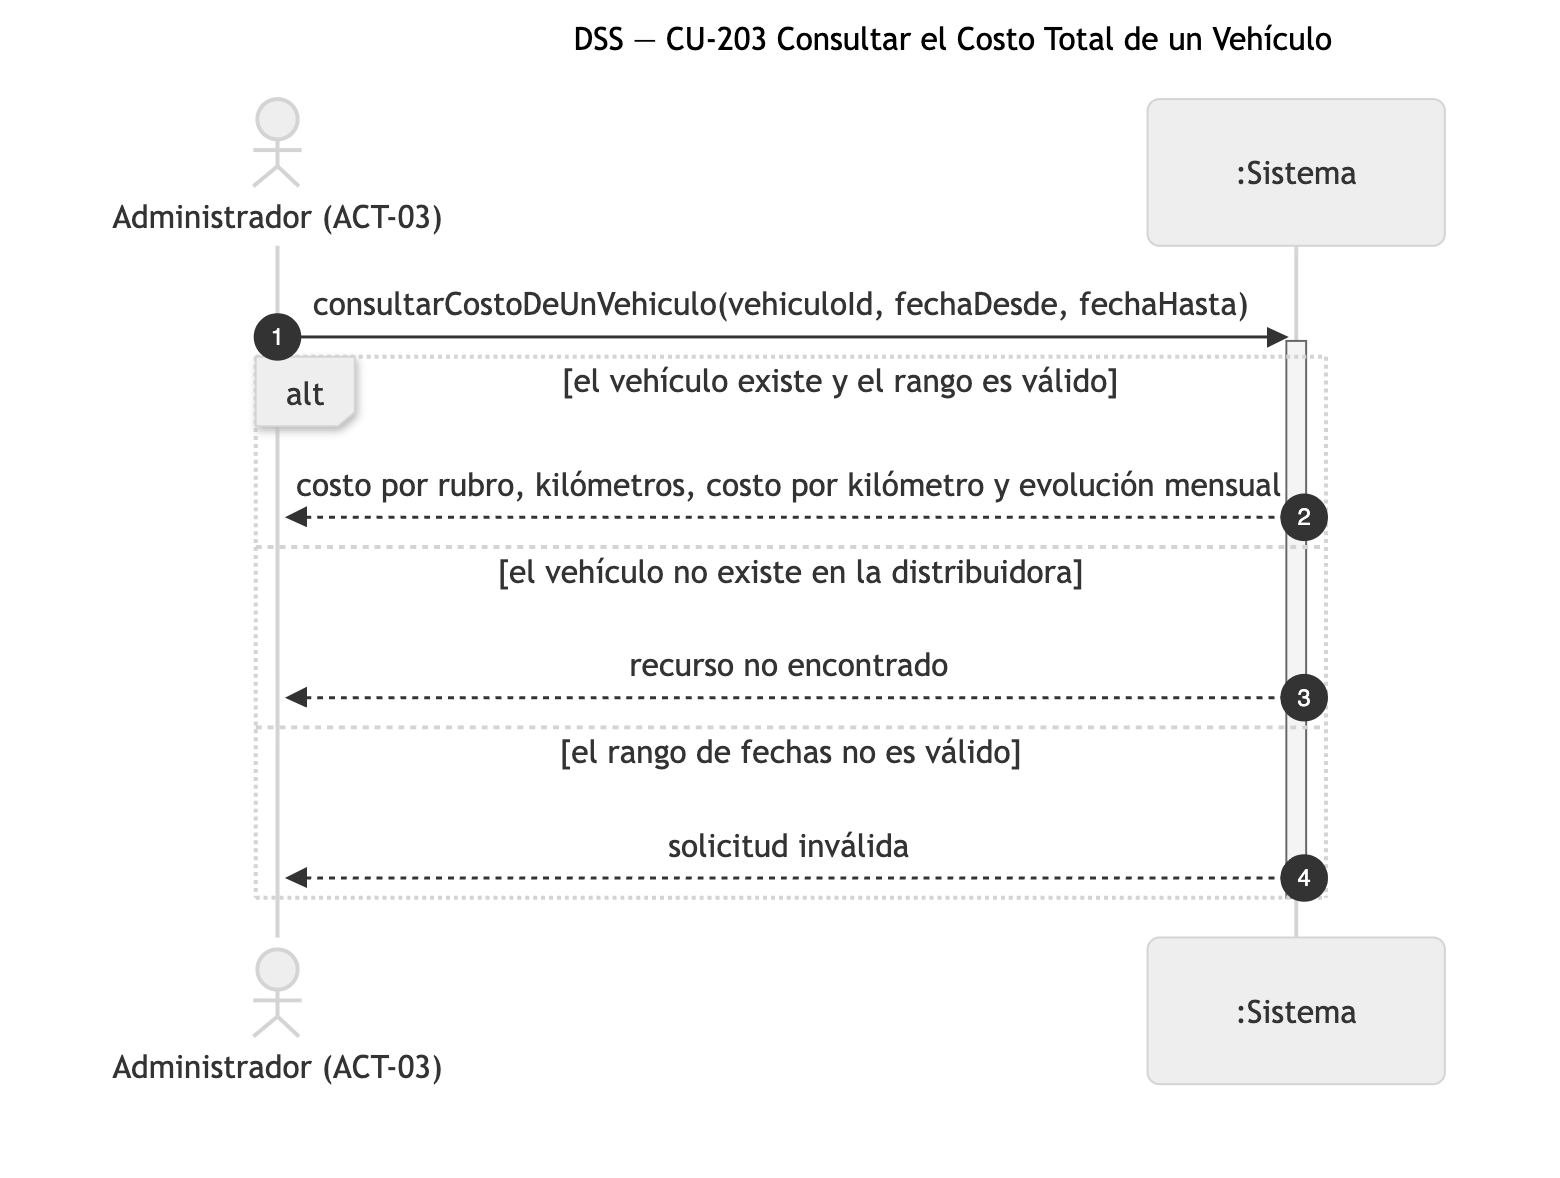 DSS — CU-203 Consultar el Costo Total de un Vehículo
Administrador (ACT-03)
:Sistema
consultarCostoDeUnVehiculo(vehiculoId, fechaDesde, fechaHasta)
1
alt
[el vehículo existe y el rango es válido]
costo por rubro, kilómetros, costo por kilómetro y evolución mensual
2
[el vehículo no existe en la distribuidora]
recurso no encontrado
3
[el rango de fechas no es válido]
solicitud inválida
4
Administrador (ACT-03)
:Sistema